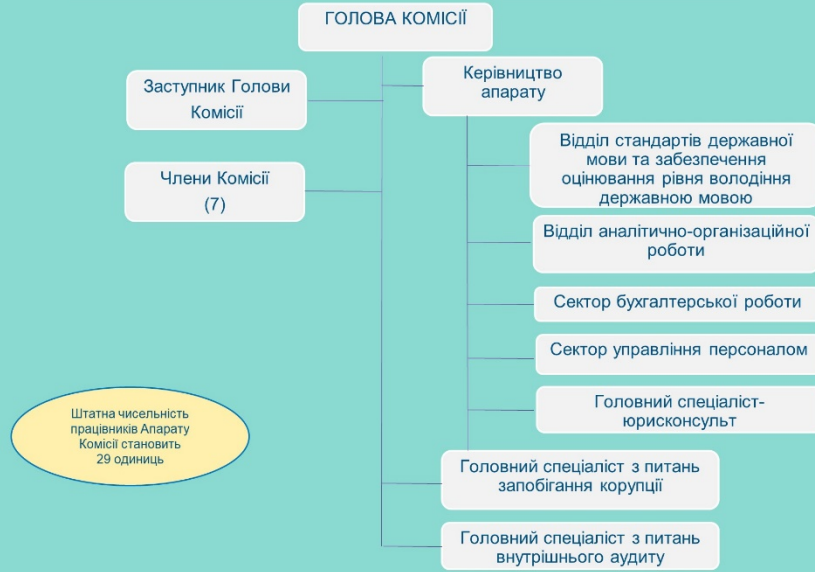 ГОЛОВА КОМІСІЇ
Заступник Голови
Комісії
Керівництво
апарату
Члени Комісії
(7)
Відділ стандартів державної
мови та забезпечення
оцінювання рівня володіння
державною мовою
Відділ аналітично-організаційної
роботи
Сектор бухгалтерської роботи
Сектор управління персоналом
Головний спеціаліст-
юрисконсульт
Штатна чисельність
працівників Апарату
Комісії становить
29 одиниць
Головний спеціаліст з питань
запобігання корупції
Головний спеціаліст з питань
внутрішнього аудиту